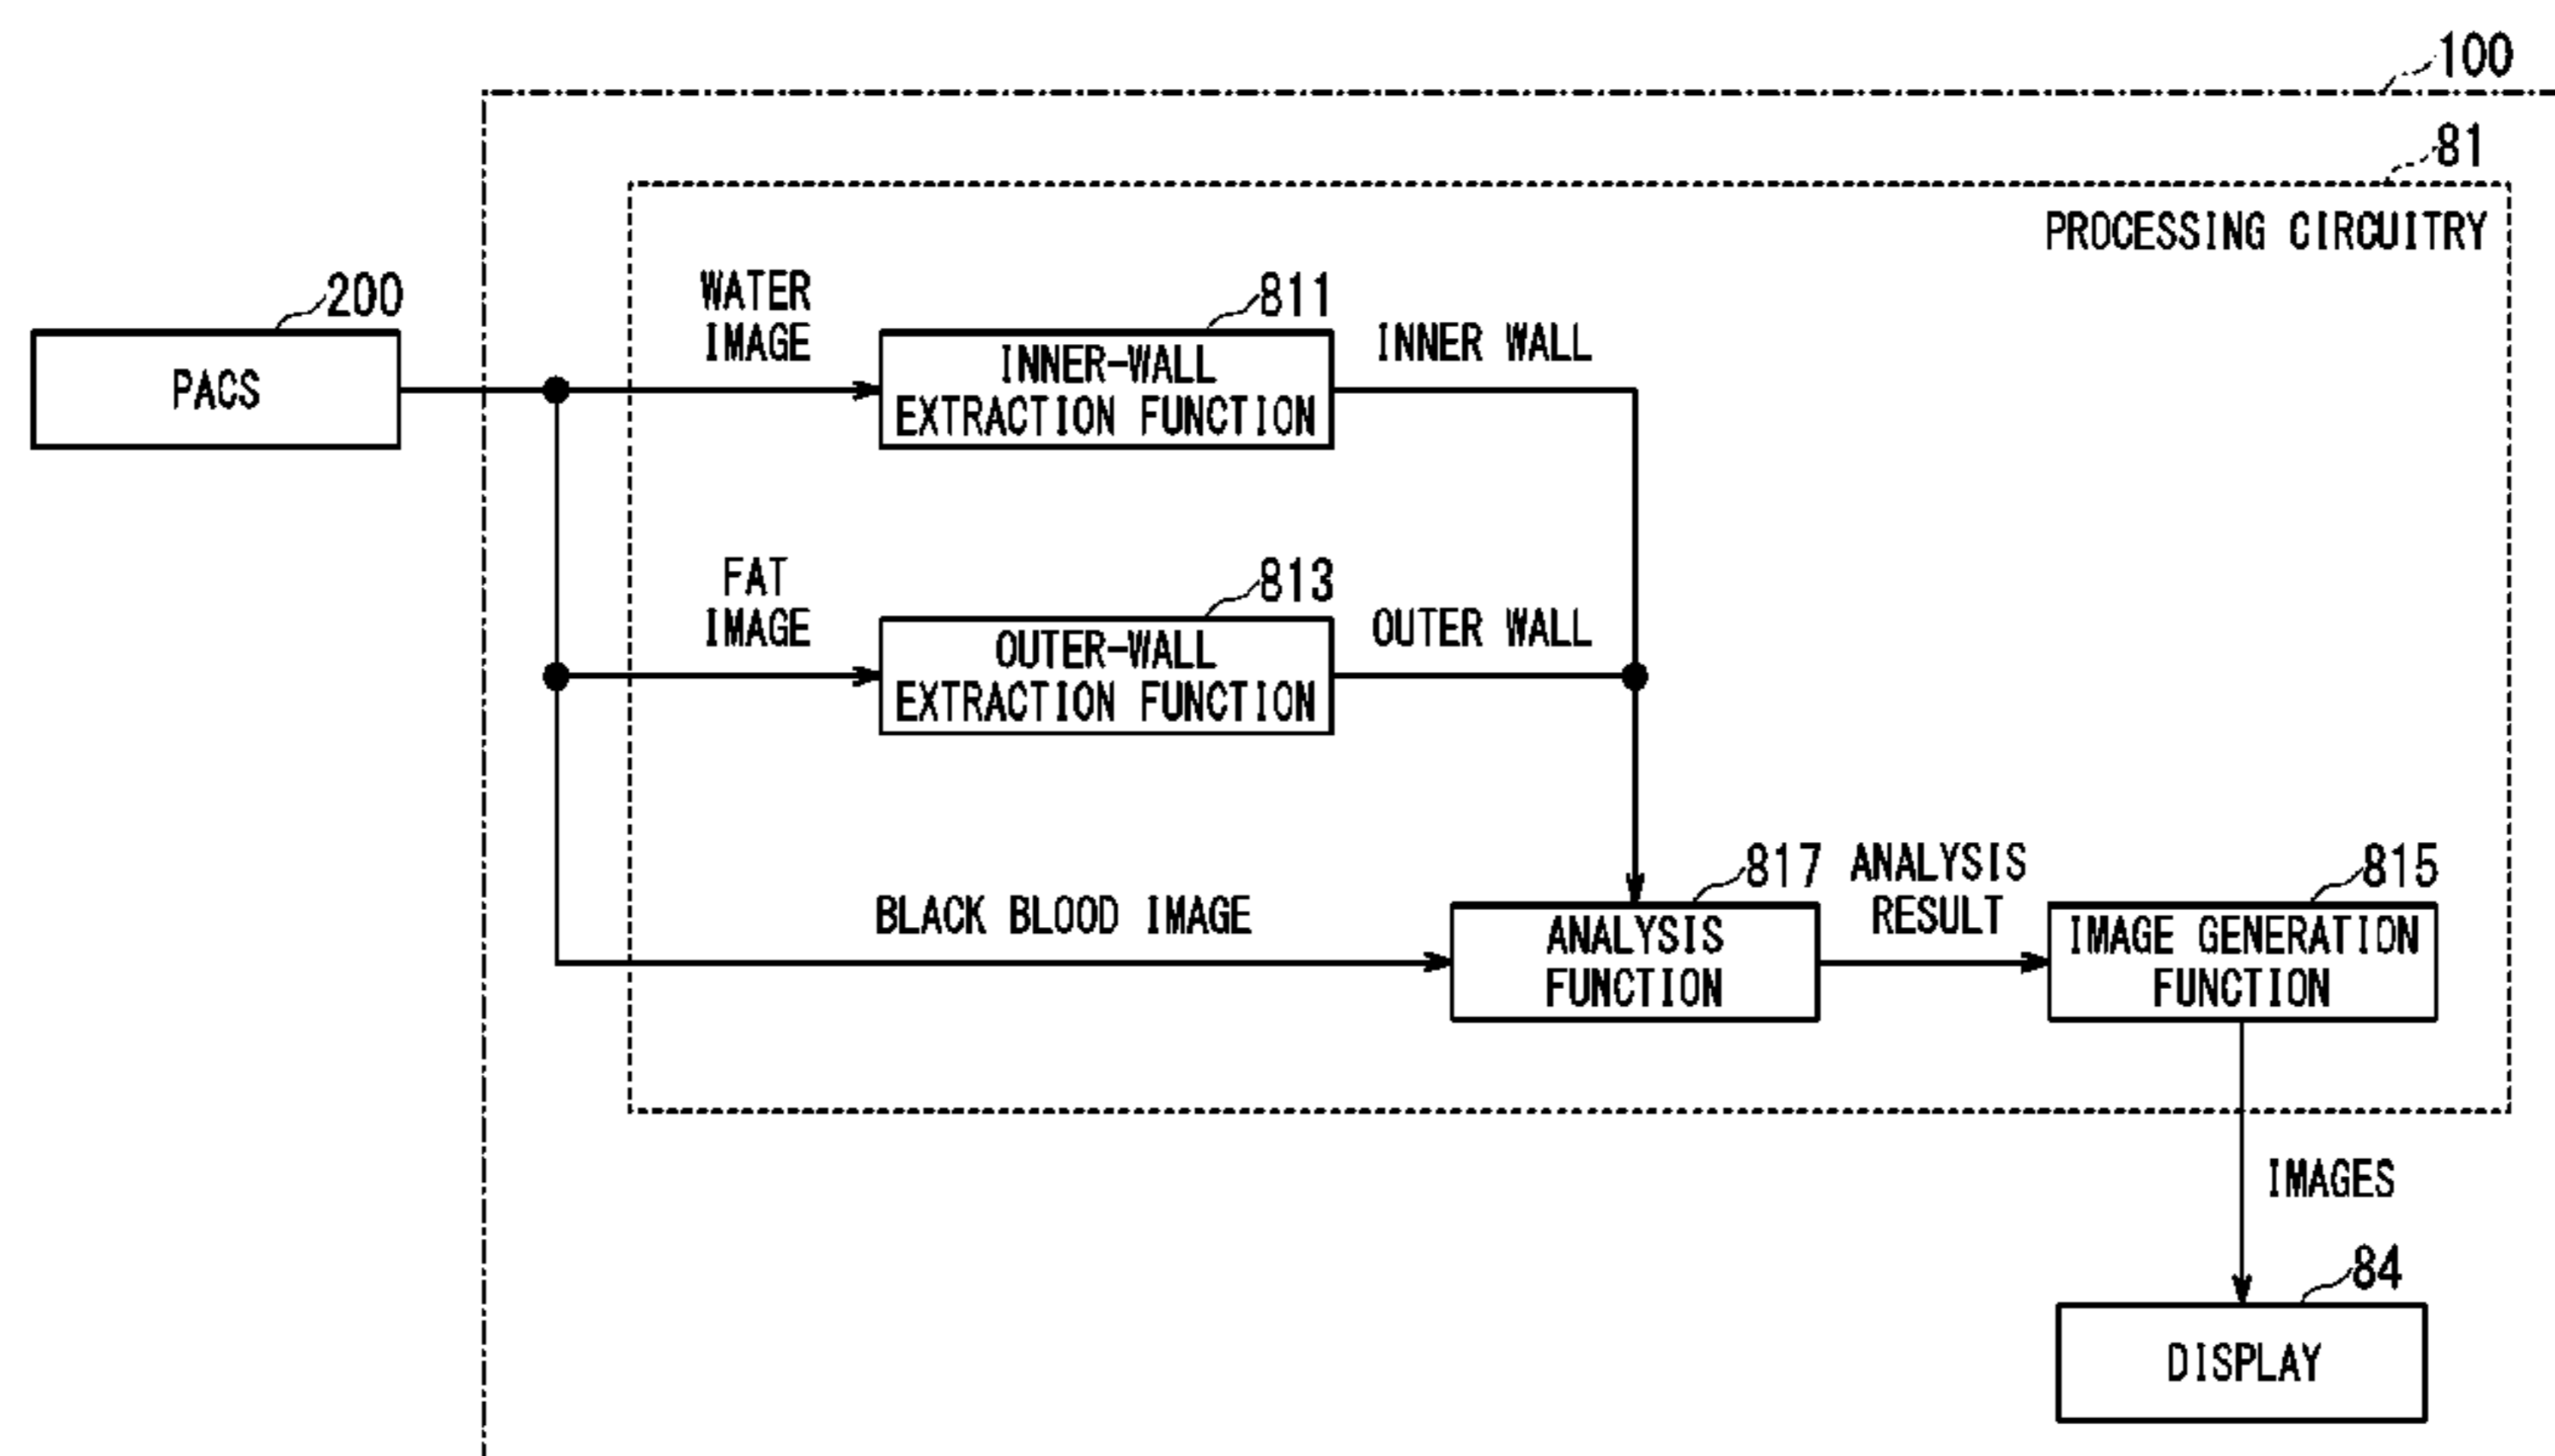 100
81
PROCESSING CIRCUITRY
200
PACS
WATER
IMAGE
811
INNER-WALL
EXTRACTION FUNCTION
INNER WALL
FAT
IMAGE
813
OUTER-WALL
EXTRACTION FUNCTION
OUTER WALL
BLACK BLOOD IMAGE
817
ANALYSIS
FUNCTION
ANALYSIS
RESULT
815
IMAGE GENERATION
FUNCTION
IMAGES
84
DISPLAY